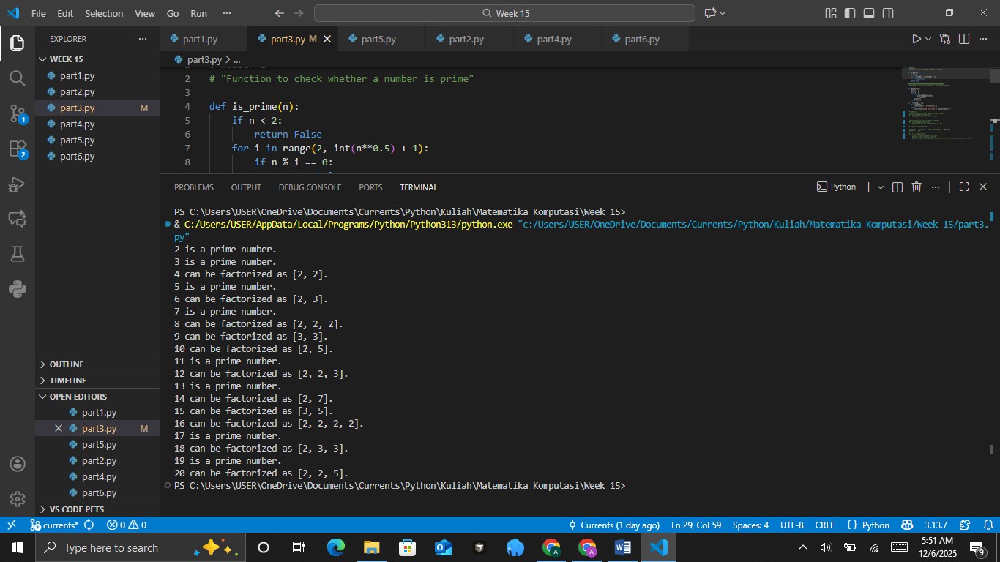 File Edit Selection View Go Run ···
Week 15
EXPLORER ···
WEEK 15
part1.py
part2.py
part3.py M
part4.py
part5.py
part6.py
OUTLINE
TIMELINE
OPEN EDITORS
part1.py
part3.py M
part5.py
part2.py
part4.py
part6.py
VS CODE PETS
1
2
part1.py part3.py M part5.py part2.py part4.py part6.py
part3.py > ...
2 # "Function to check whether a number is prime"
3
4 def is_prime(n):
5 if n < 2:
6 return False
7 for i in range(2, int(n**0.5) + 1):
8 if n % i == 0:
PROBLEMS OUTPUT DEBUG CONSOLE PORTS TERMINAL
Python
PS C:\Users\USER\OneDrive\Documents\Currents\Python\Kuliah\Matematika Komputasi\Week 15>
& C:/Users/USER/AppData/Local/Programs/Python/Python313/python.exe "c:/Users/USER/OneDrive/Documents/Currents/Python/Kuliah/Matematika Komputasi/Week 15/part3.
py"
2 is a prime number.
3 is a prime number.
4 can be factorized as [2, 2].
5 is a prime number.
6 can be factorized as [2, 3].
7 is a prime number.
8 can be factorized as [2, 2, 2].
9 can be factorized as [3, 3].
10 can be factorized as [2, 5].
11 is a prime number.
12 can be factorized as [2, 2, 3].
13 is a prime number.
14 can be factorized as [2, 7].
15 can be factorized as [3, 5].
16 can be factorized as [2, 2, 2, 2].
17 is a prime number.
18 can be factorized as [2, 3, 3].
19 is a prime number.
20 can be factorized as [2, 2, 5].
PS C:\Users\USER\OneDrive\Documents\Currents\Python\Kuliah\Matematika Komputasi\Week 15>
currents* 0 0 Currents (1 day ago) Ln 29, Col 59 Spaces: 4 UTF-8 CRLF { } Python 3.13.7
Type here to search
5:51 AM
12/6/2025
9